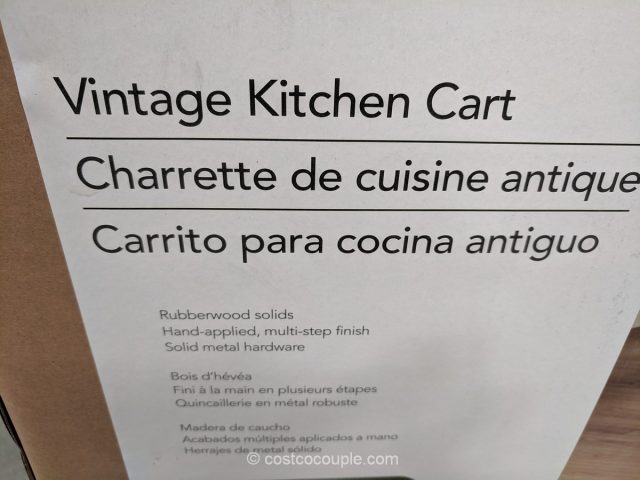 Vintage Kitchen Cart
Charrette de cuisine antique
Carrito para cocina antiguo
Rubberwood solids
Hand-applied, multi-step finish
Solid metal hardware
Bois d'hévéa
Fini à la main en plusieurs étapes
Quincaillerie en métal robuste
Madera de caucho
Acabados múltiples aplicados a mano
Herrajes de metal sólido
© costcocouple.com